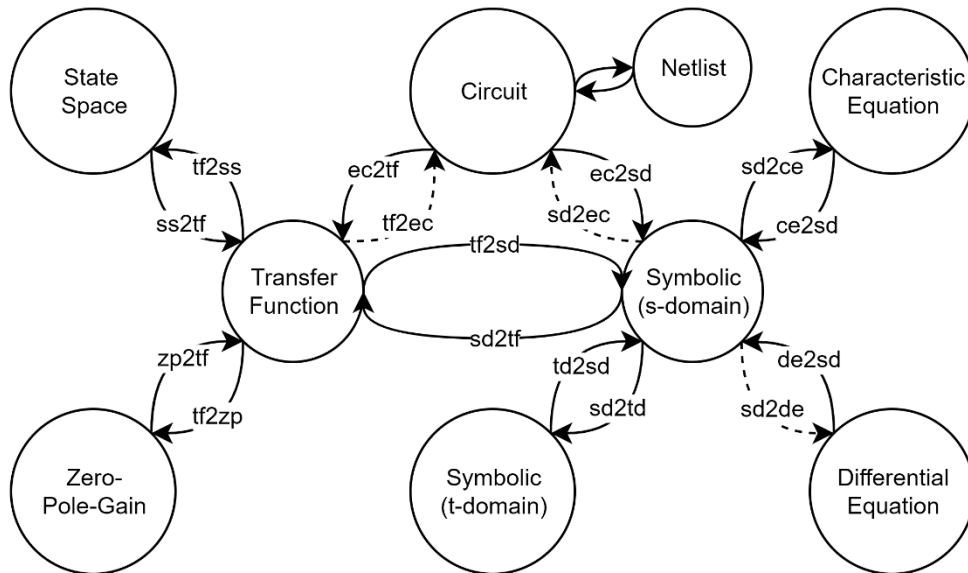 State
Space
Circuit
Netlist
Characteristic
Equation
tf2ss
ss2tf
ec2tf
tf2ec
ec2sd
sd2ec
sd2ce
ce2sd
Transfer
Function
tf2sd
sd2tf
Symbolic
(s-domain)
zp2tf
tf2zp
td2sd
sd2td
de2sd
sd2de
Zero-
Pole-Gain
Symbolic
(t-domain)
Differential
Equation